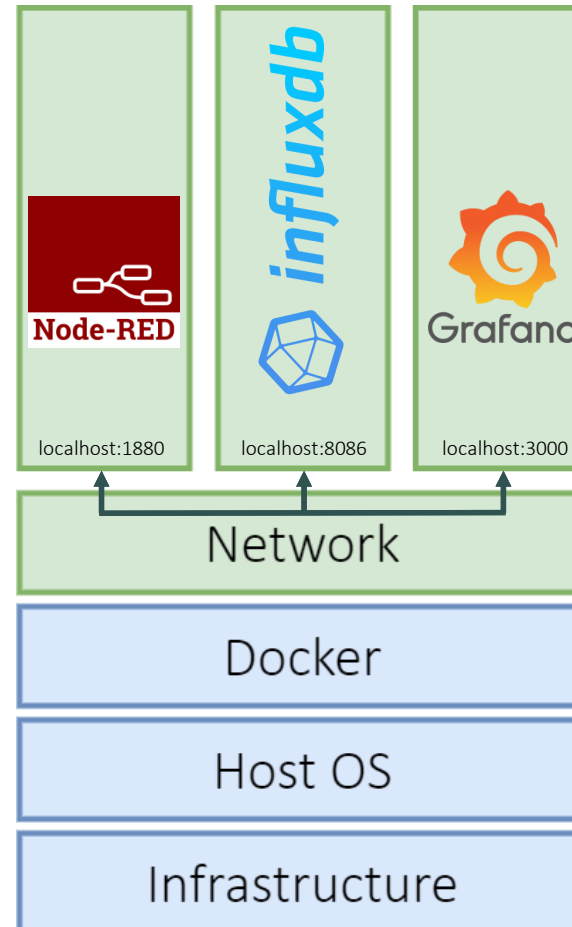 Node-RED
influxdb
Grafana
localhost:1880
localhost:8086
localhost:3000
Network
Docker
Host OS
Infrastructure